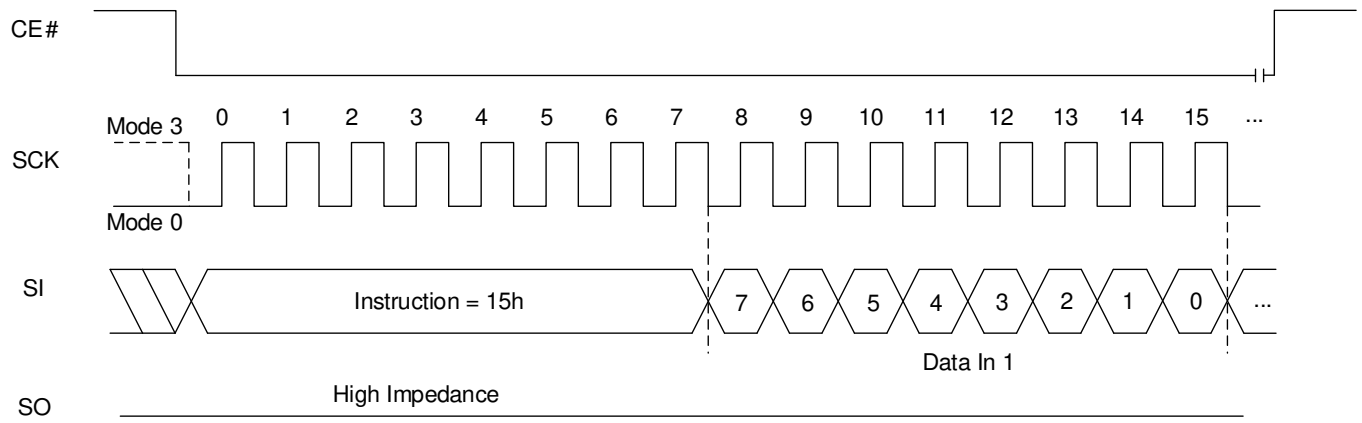 CE#
Mode 3
0 1 2 3 4 5 6 7 8 9 10 11 12 13 14 15 ...
SCK
Mode 0
SI
Instruction = 15h
7 6 5 4 3 2 1 0 ...
Data In 1
High Impedance
SO